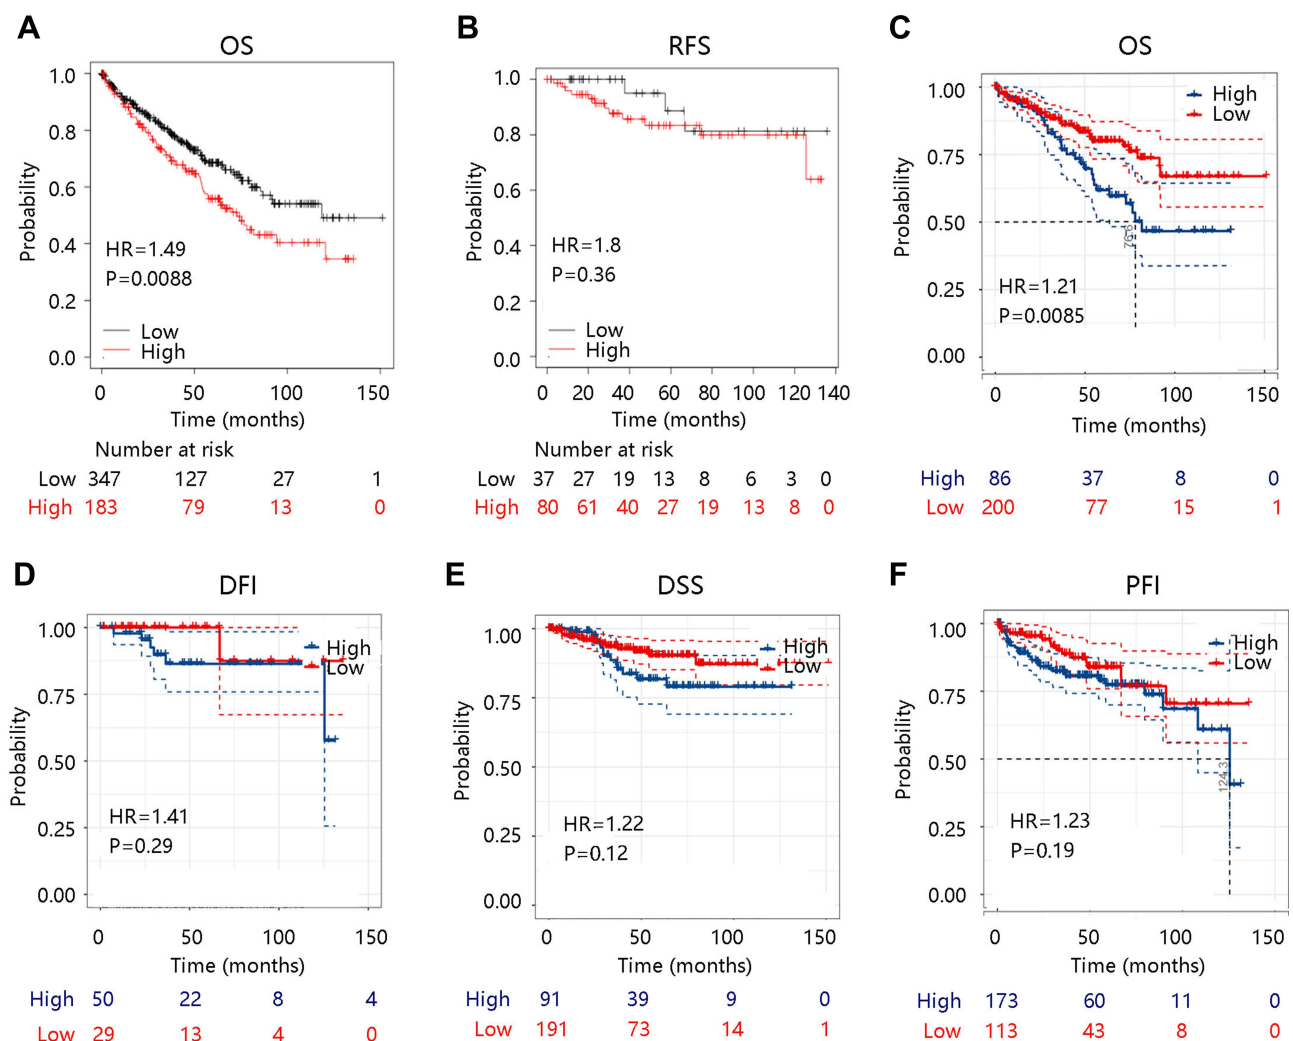 A
OS
Probability
1.0
0.8
0.6
0.4
0.2
0.0
HR=1.49
P=0.0088
Low
High
0 50 100 150
Time (months)
Number at risk
Low 347 127 27 1
High 183 79 13 0
B
RFS
Probability
1.0
0.8
0.6
0.4
0.2
0.0
HR=1.8
P=0.36
Low
High
0 20 40 60 80 100 120 140
Time (months)
Number at risk
Low 37 27 19 13 8 6 3 0
High 80 61 40 27 19 13 8 0
C
OS
Probability
1.00
0.75
0.50
0.25
0.00
High
Low
76.6
HR=1.21
P=0.0085
0 50 100 150
Time (months)
High 86 37 8 0
Low 200 77 15 1
D
DFI
Probability
1.00
0.75
0.50
0.25
0.00
High
Low
HR=1.41
P=0.29
0 50 100 150
Time (months)
High 50 22 8 4
Low 29 13 4 0
E
DSS
Probability
1.00
0.75
0.50
0.25
0.00
High
Low
HR=1.22
P=0.12
0 50 100 150
Time (months)
High 91 39 9 0
Low 191 73 14 1
F
PFI
Probability
1.00
0.75
0.50
0.25
0.00
High
Low
124.3
HR=1.23
P=0.19
0 50 100 150
Time (months)
High 173 60 11 0
Low 113 43 8 0